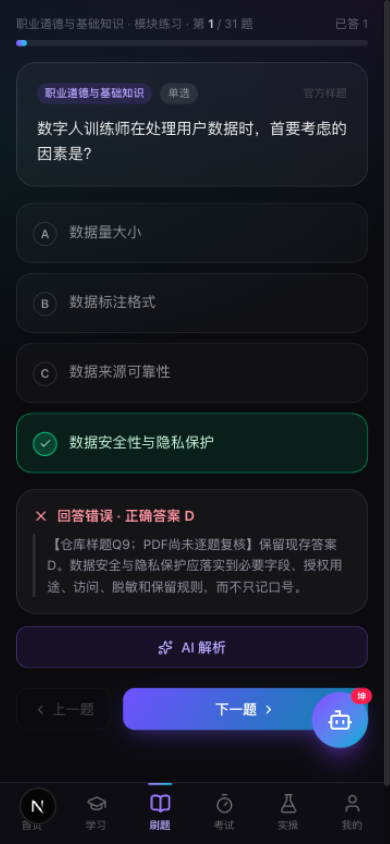 职业道德与基础知识 · 模块练习 · 第 1 / 31 题
已答 1
职业道德与基础知识
单选
官方样题
数字人训练师在处理用户数据时，首要考虑的
因素是?
A 数据量大小
B 数据标注格式
C 数据来源可靠性
数据安全性与隐私保护
回答错误 · 正确答案 D
【仓库样题Q9；PDF尚未逐题复核】保留现存答案
D。数据安全与隐私保护应落实到必要字段、授权用
途、访问、脱敏和保留规则，而不只记口号。
AI 解析
上一题
下一题
坤
N
首页
学习
刷题
考试
实操
我的